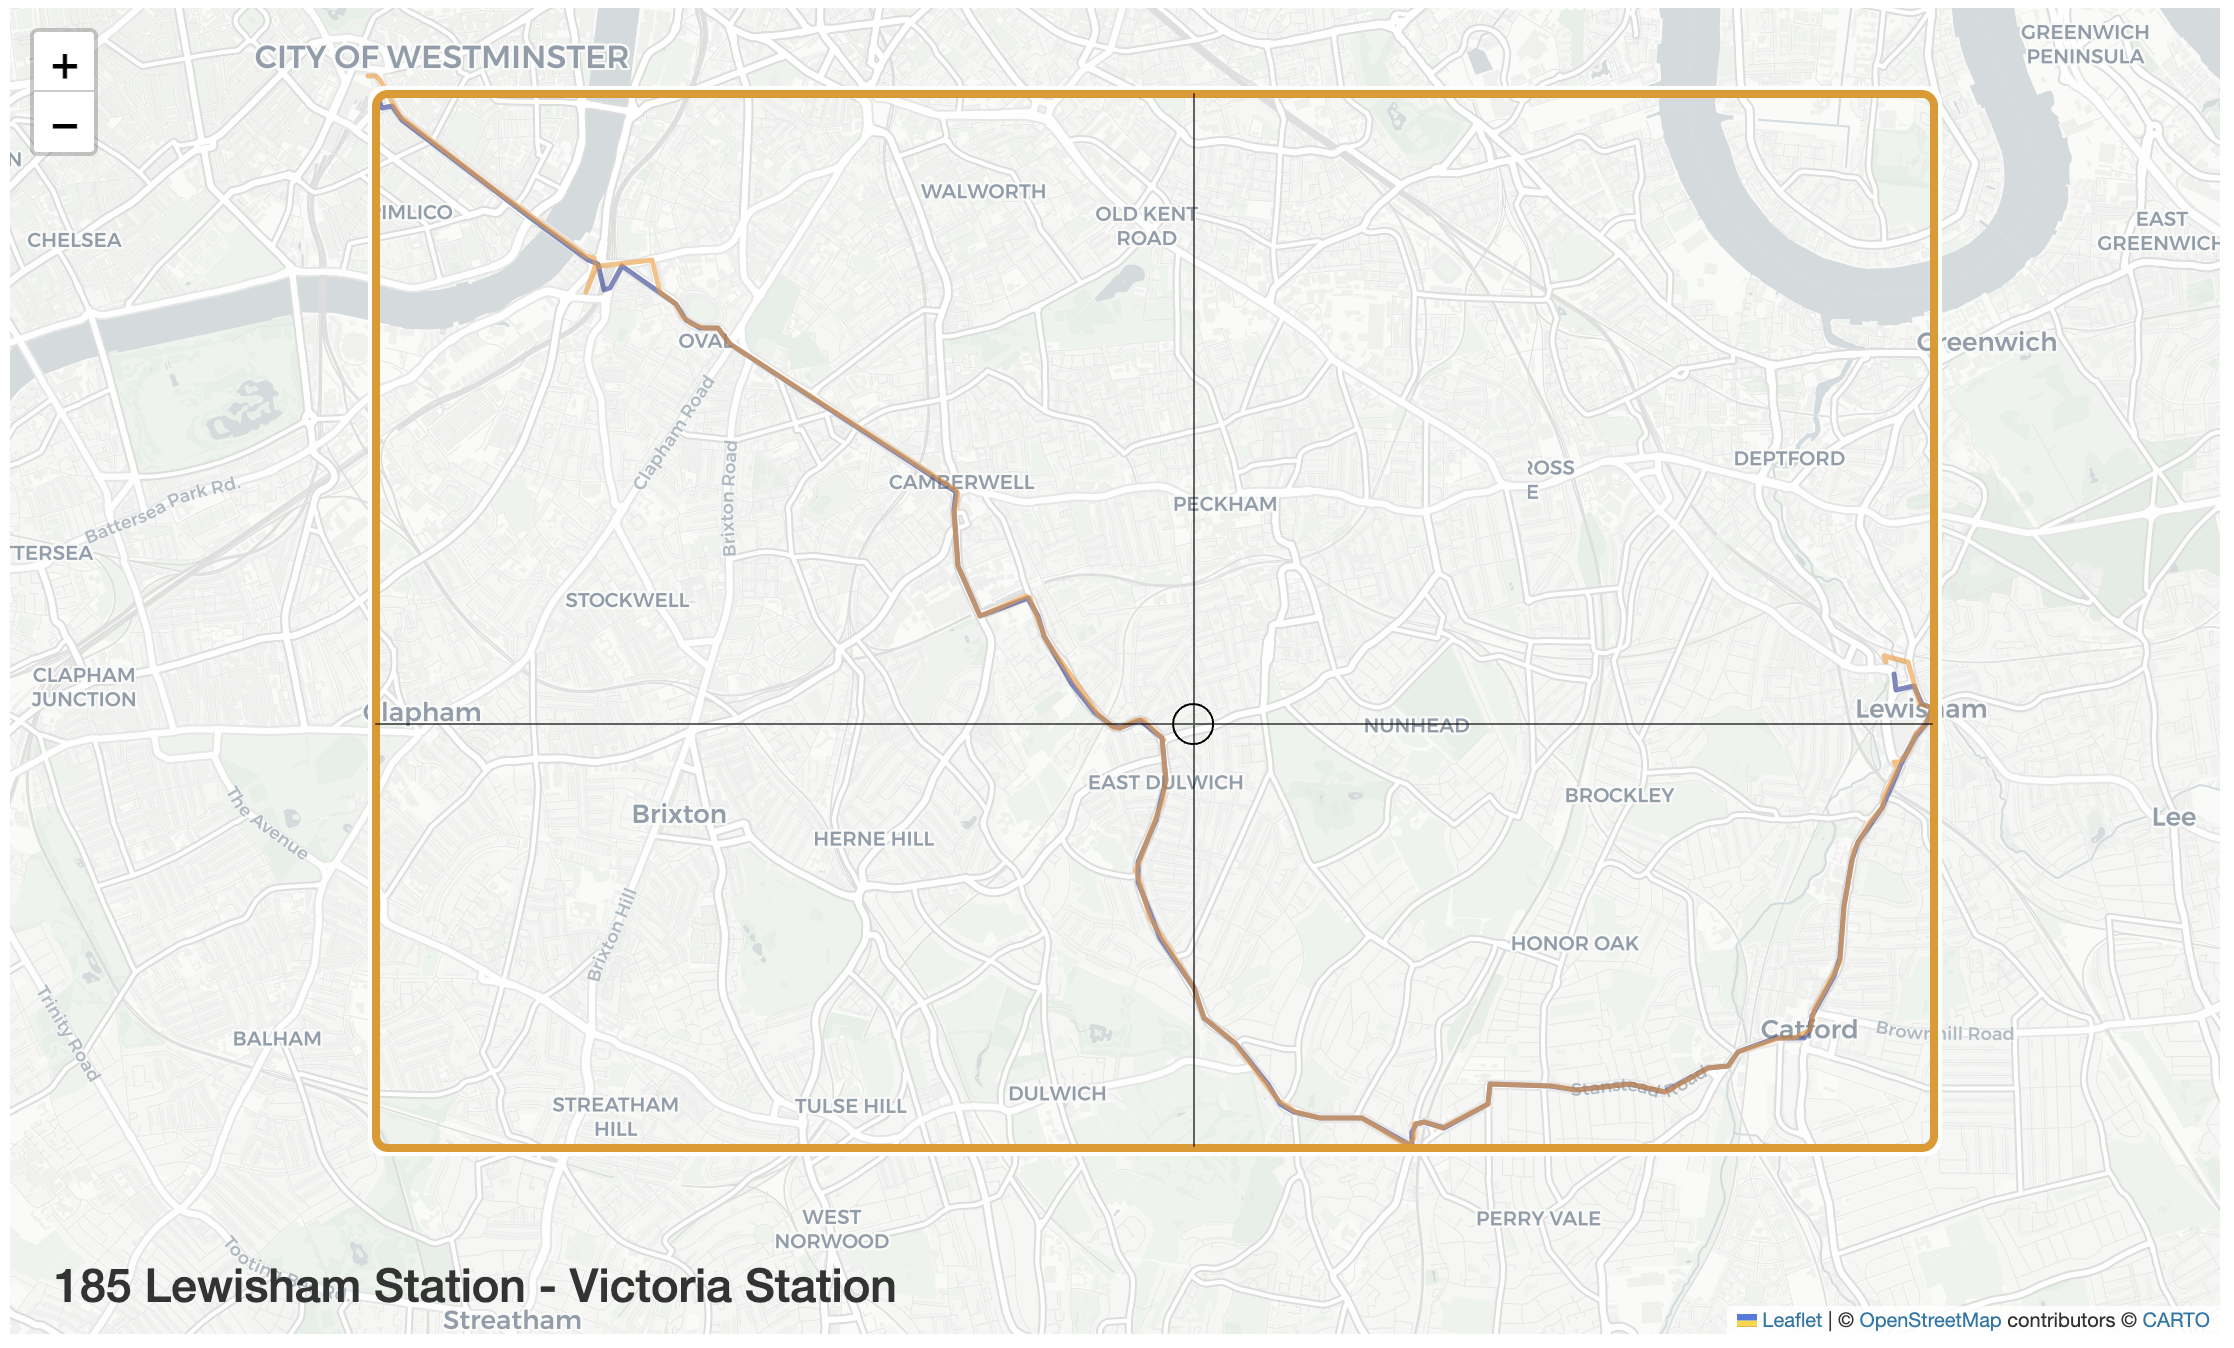 +
−
CITY OF WESTMINSTER
GREENWICH
PENINSULA
N
CHELSEA
IMLICO
WALWORTH
OLD KENT
ROAD
EAST
GREENWICH
OVAL
Greenwich
Clapham Road
Brixton Road
Battersea Park Rd.
CAMBERWELL
PECKHAM
ROSS
E
DEPTFORD
TTERSEA
STOCKWELL
CLAPHAM
JUNCTION
Clapham
NUNHEAD
Lewisham
EAST DULWICH
BROCKLEY
The Avenue
Brixton
HERNE HILL
Lee
Brixton Hill
HONOR OAK
Trinity Road
BALHAM
Catford
Brownhill Road
STREATHAM
HILL
TULSE HILL
DULWICH
Stanstead Road
WEST
NORWOOD
PERRY VALE
185 Lewisham Station - Victoria Station
Streatham
Leaflet | © OpenStreetMap contributors © CARTO